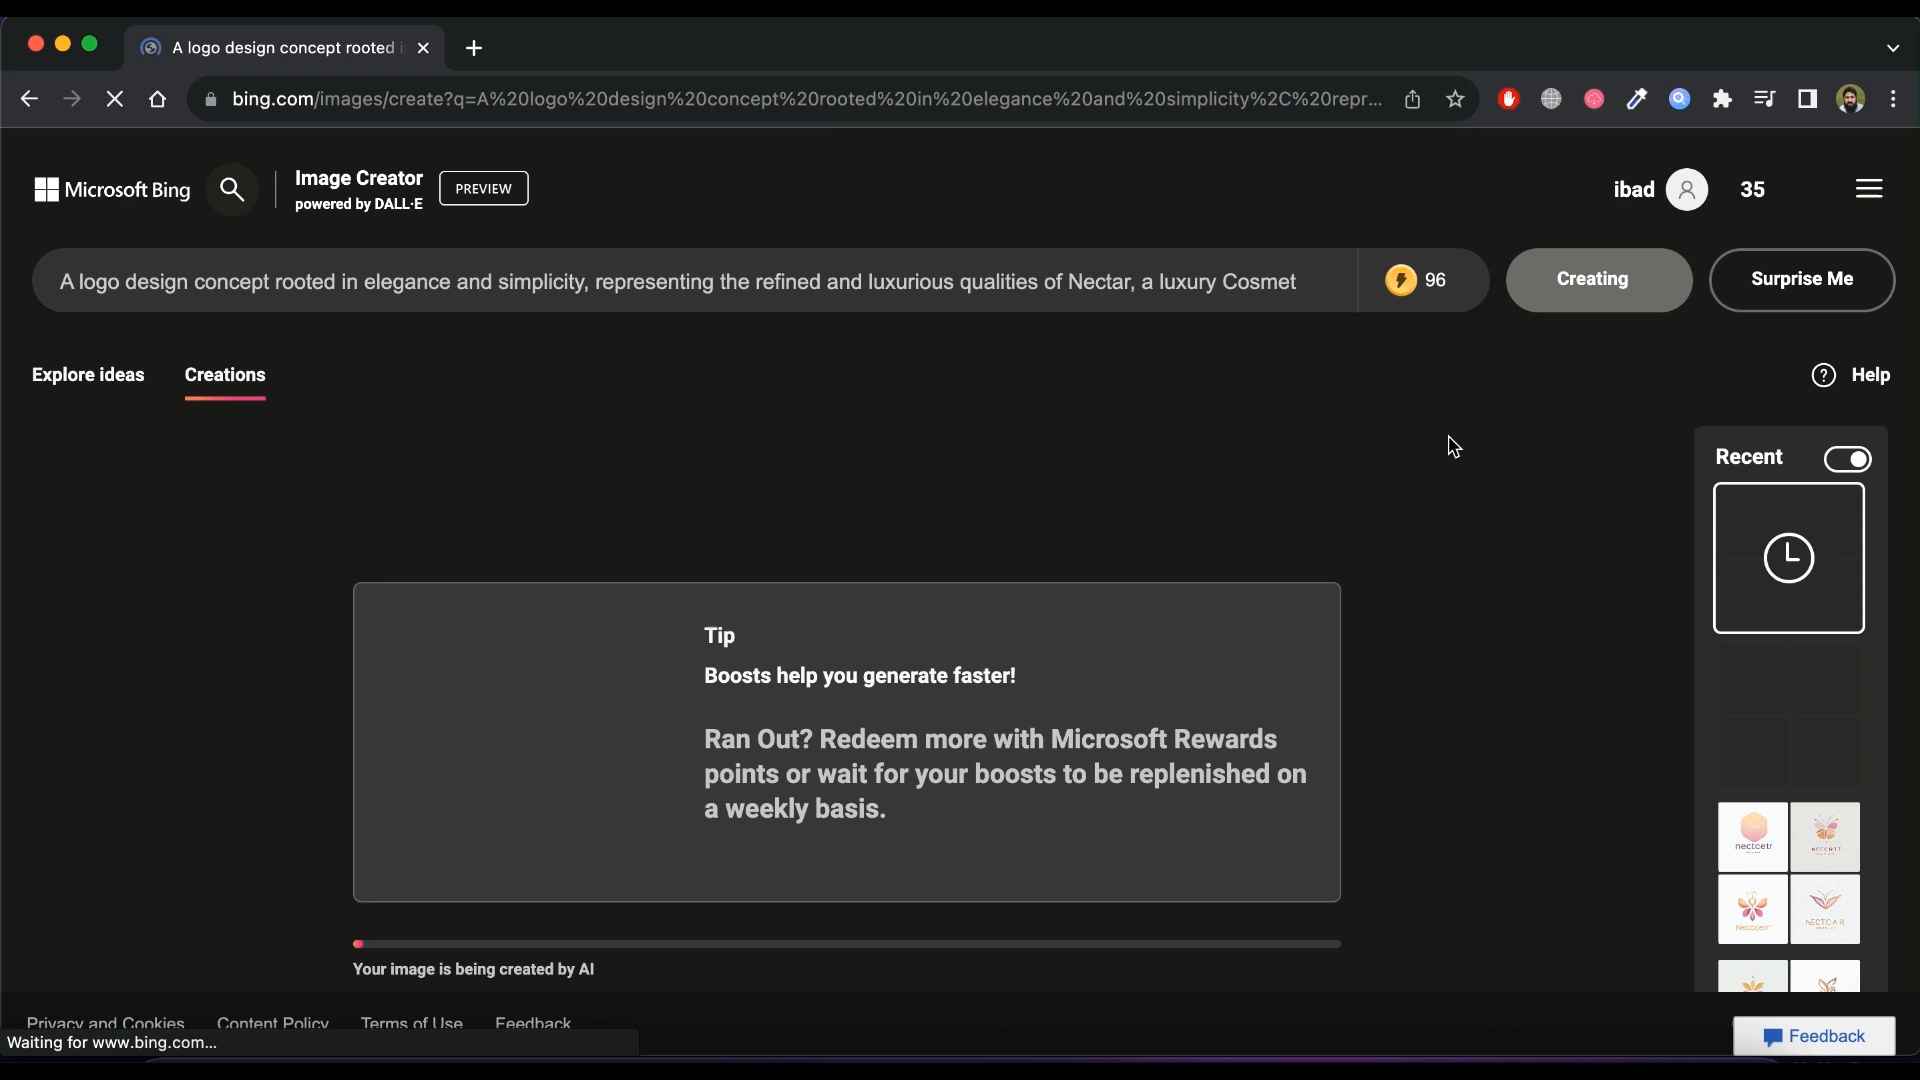 A logo design concept rooted
bing.com/images/create?q=A%20logo%20design%20concept%20rooted%20in%20elegance%20and%20simplicity%2C%20repr...
Microsoft Bing
Image Creator
powered by DALL·E
PREVIEW
ibad
35
A logo design concept rooted in elegance and simplicity, representing the refined and luxurious qualities of Nectar, a luxury Cosmet
96
Creating
Surprise Me
Explore ideas
Creations
Help
Recent
Tip
Boosts help you generate faster!
Ran Out? Redeem more with Microsoft Rewards
points or wait for your boosts to be replenished on
a weekly basis.
nectcetr
NECTCAR
Your image is being created by AI
Privacy and Cookies
Content Policy
Terms of Use
Feedback
Waiting for www.bing.com...
Feedback